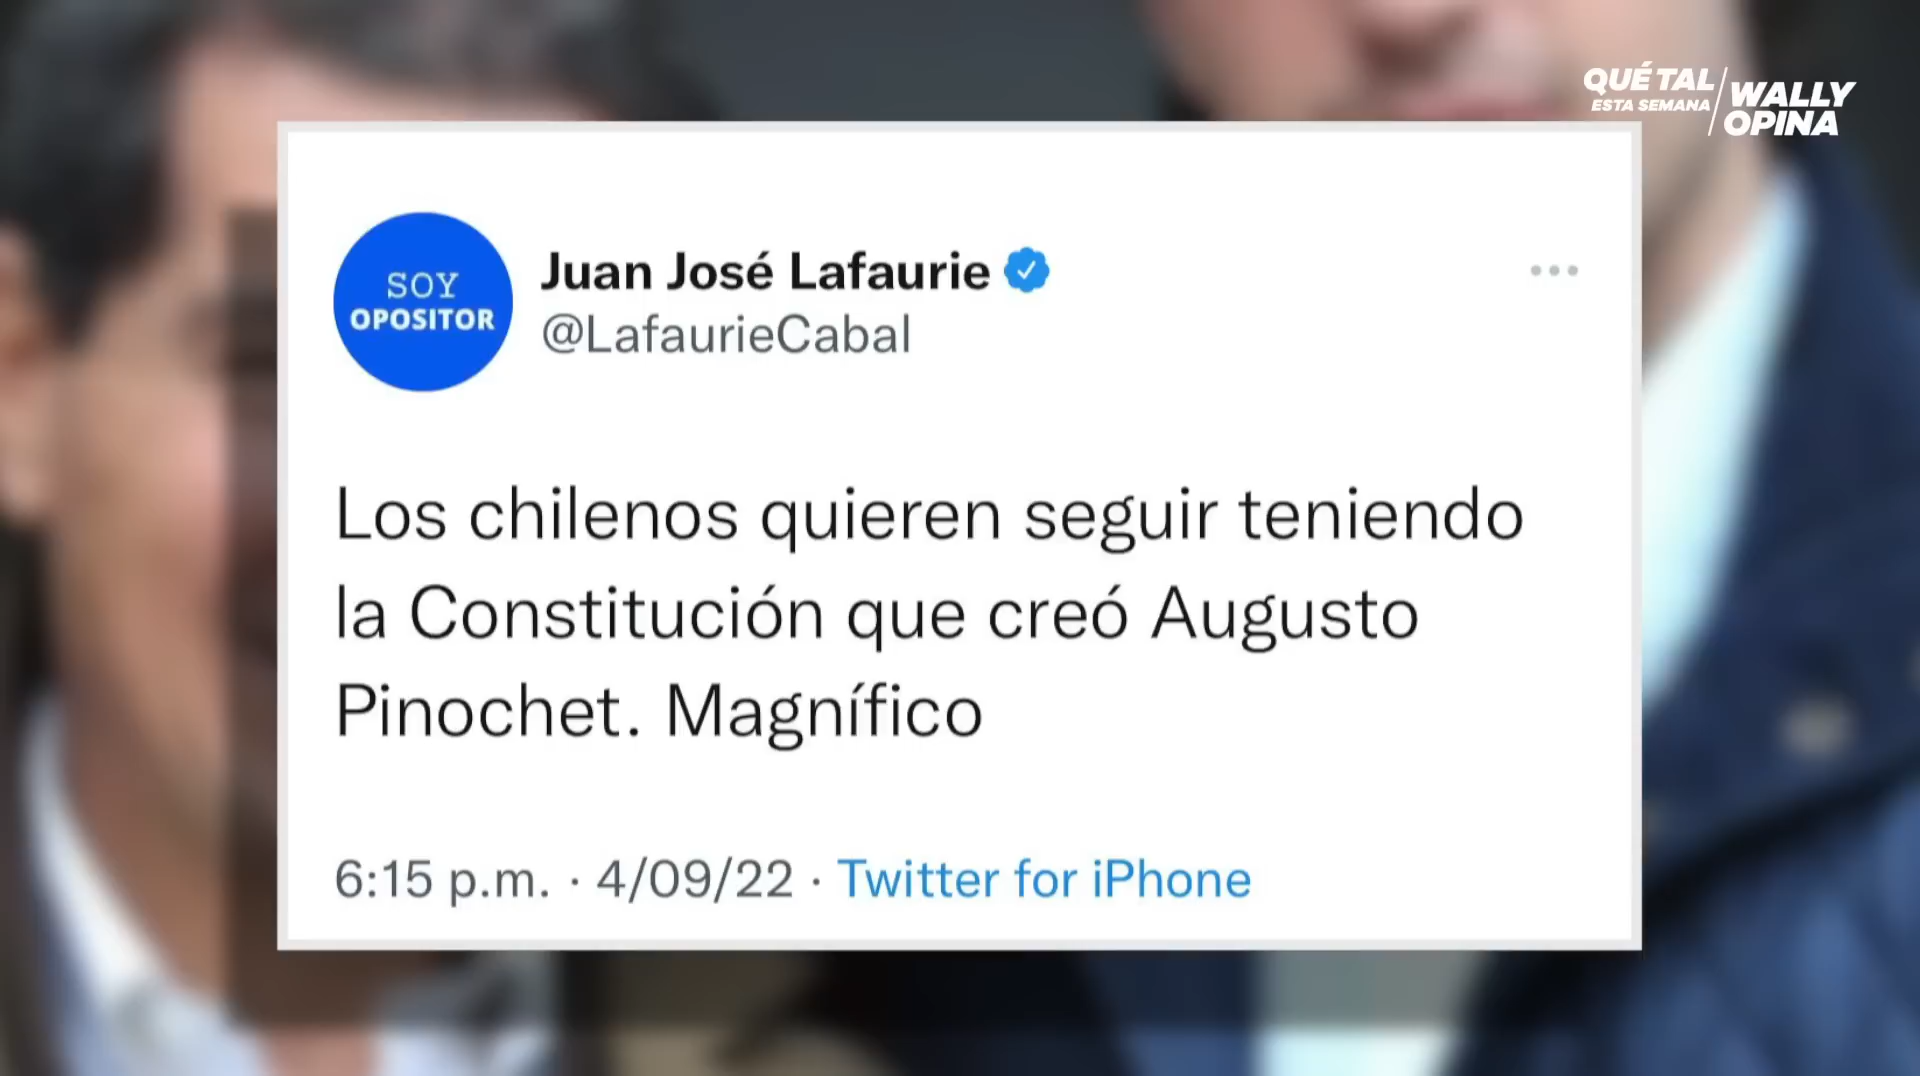 QUÉ TAL
ESTA SEMANA
WALLY
OPINA
SOY
OPOSITOR
Juan José Lafaurie
@LafaurieCabal
Los chilenos quieren seguir teniendo
la Constitución que creó Augusto
Pinochet. Magnífico
6:15 p.m. · 4/09/22 · Twitter for iPhone